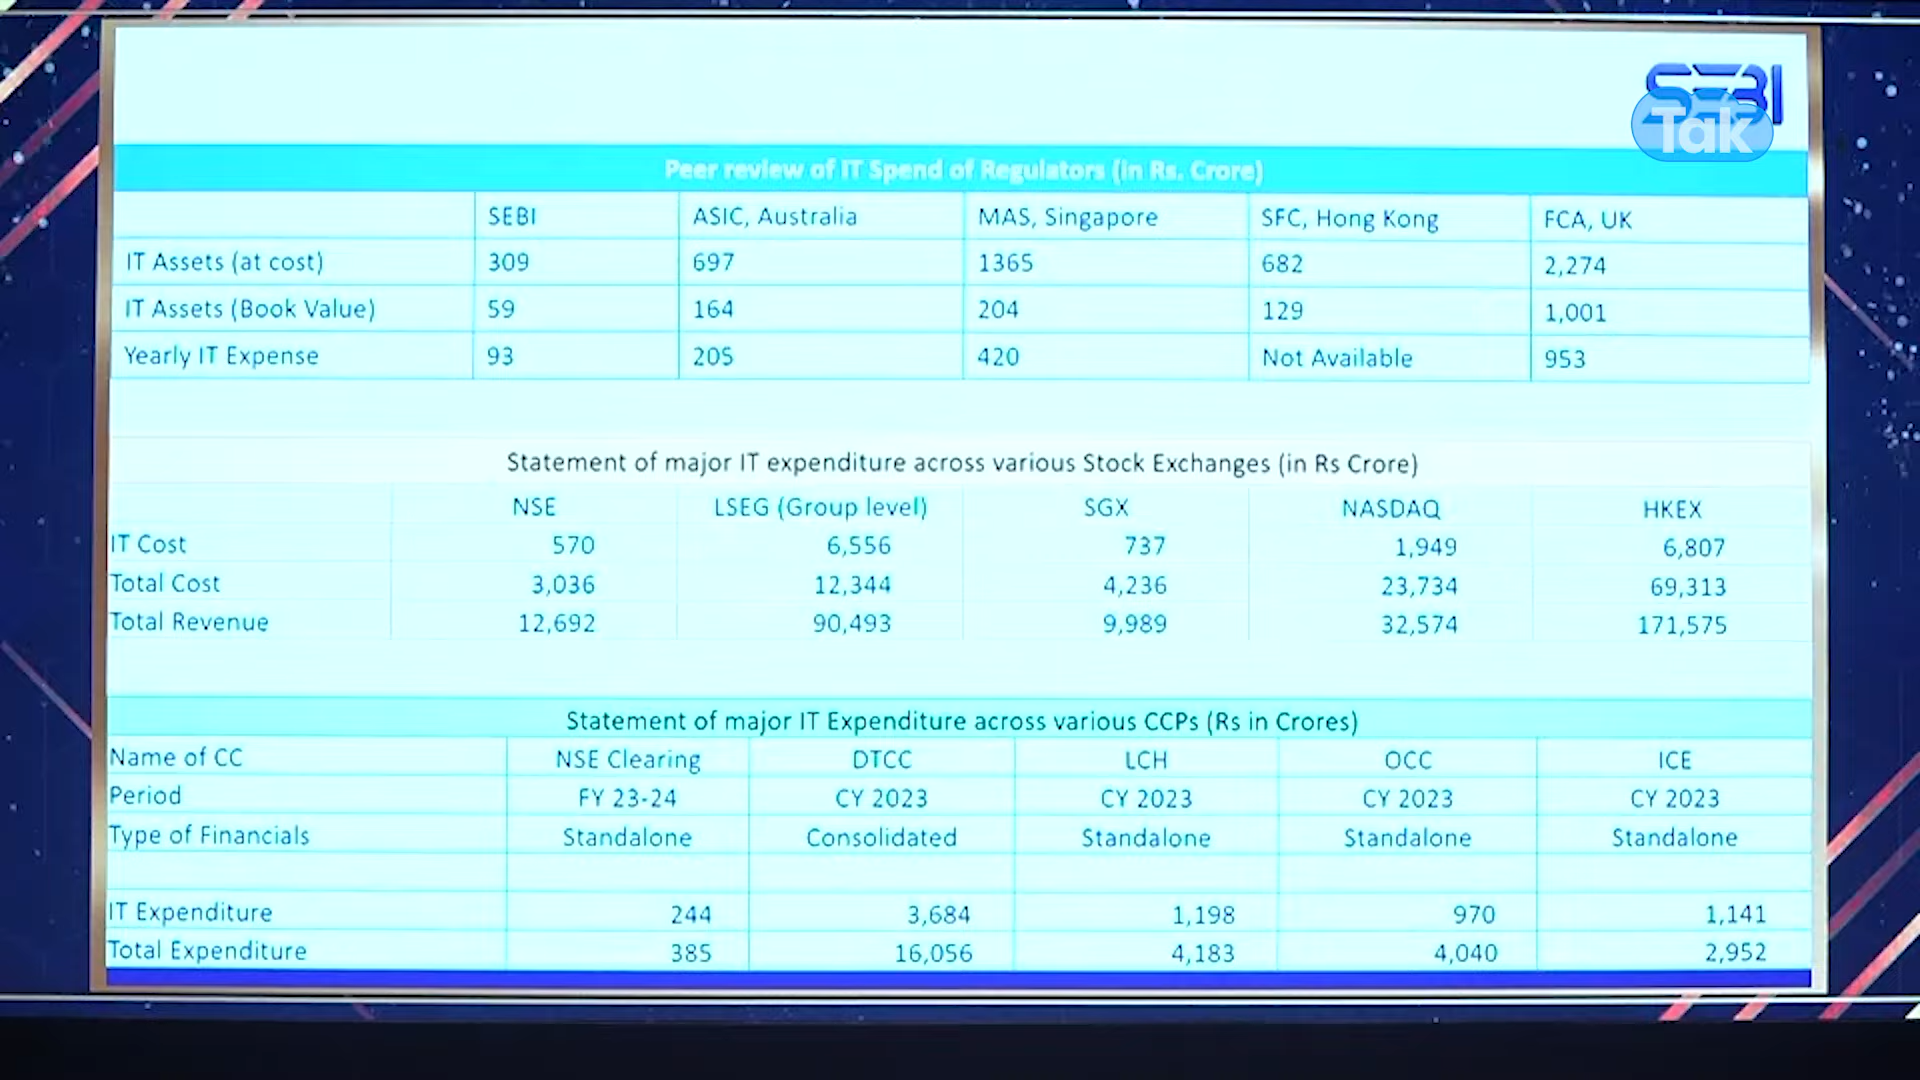 SEBI
Tak
Peer review of IT Spend of Regulators (in Rs. Crore)
SEBI ASIC, Australia MAS, Singapore SFC, Hong Kong FCA, UK
IT Assets (at cost) 309 697 1365 682 2,274
IT Assets (Book Value) 59 164 204 129 1,001
Yearly IT Expense 93 205 420 Not Available 953
Statement of major IT expenditure across various Stock Exchanges (in Rs Crore)
NSE LSEG (Group level) SGX NASDAQ HKEX
IT Cost 570 6,556 737 1,949 6,807
Total Cost 3,036 12,344 4,236 23,734 69,313
Total Revenue 12,692 90,493 9,989 32,574 171,575
Statement of major IT Expenditure across various CCPs (Rs in Crores)
Name of CC NSE Clearing DTCC LCH OCC ICE
Period FY 23-24 CY 2023 CY 2023 CY 2023 CY 2023
Type of Financials Standalone Consolidated Standalone Standalone Standalone
IT Expenditure 244 3,684 1,198 970 1,141
Total Expenditure 385 16,056 4,183 4,040 2,952